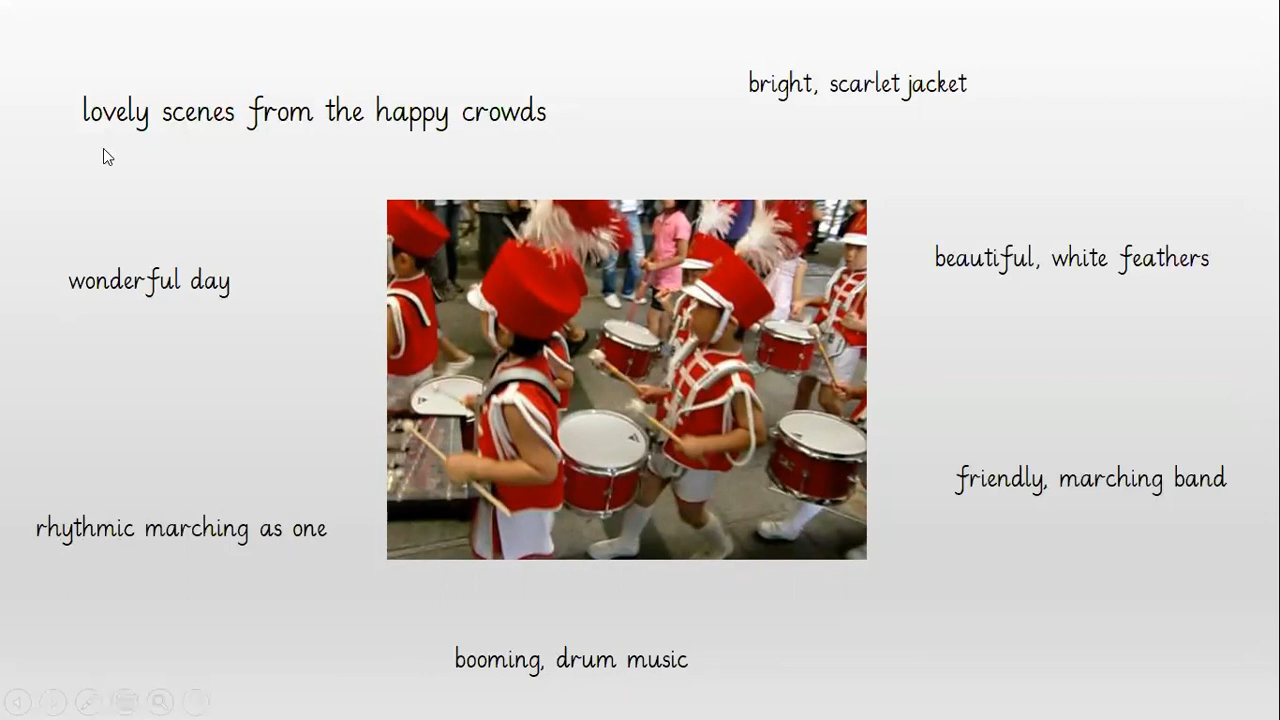 bright, scarlet jacket
lovely scenes from the happy crowds
beautiful, white feathers
wonderful day
friendly, marching band
rhythmic marching as one
booming, drum music